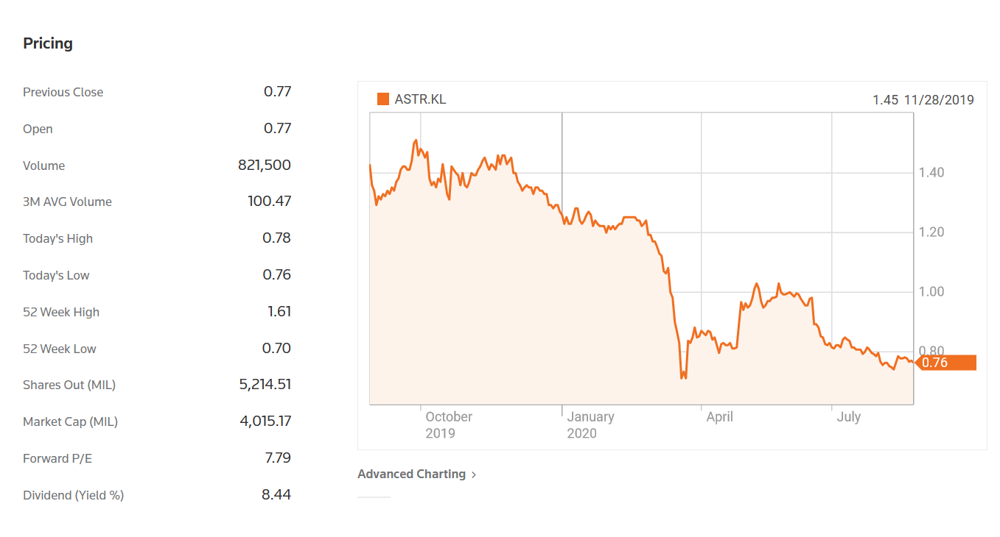 Pricing
Previous Close 0.77
Open 0.77
Volume 821,500
3M AVG Volume 100.47
Today's High 0.78
Today's Low 0.76
52 Week High 1.61
52 Week Low 0.70
Shares Out (MIL) 5,214.51
Market Cap (MIL) 4,015.17
Forward P/E 7.79
Dividend (Yield %) 8.44
ASTR.KL 1.45 11/28/2019
1.40
1.20
1.00
0.80
0.76
October January April July
2019 2020
Advanced Charting >